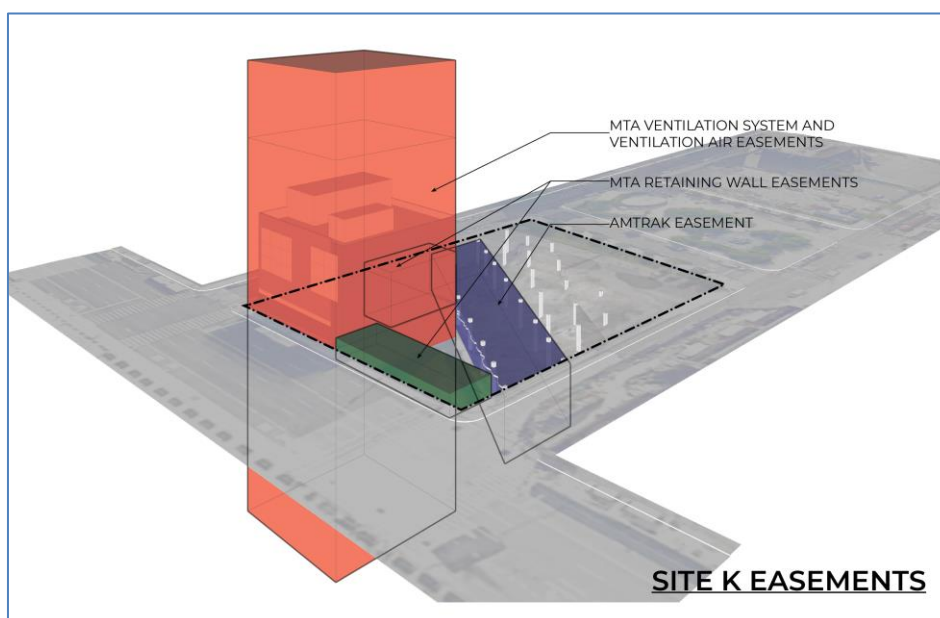 MTA VENTILATION SYSTEM AND
VENTILATION AIR EASEMENTS
MTA RETAINING WALL EASEMENTS
AMTRAK EASEMENT
SITE K EASEMENTS